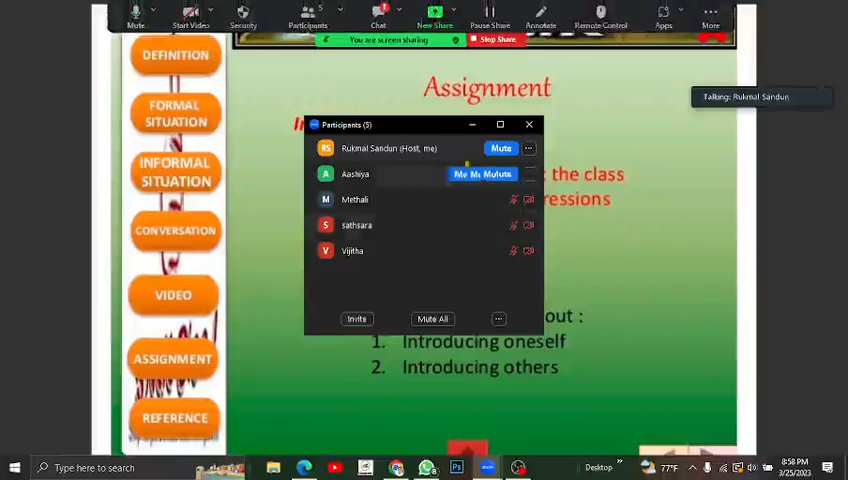 5
Mute
Start Video
Security
Participants
Chat
New Share
Pause Share
Annotate
Remote Control
Apps
More
You are screen sharing
Stop Share
DEFINITION
Assignment
Talking: Rukmal Sandun
FORMAL
SITUATION
Participants (5)
RS Rukmal Sandun (Host, me) Mute
A Aashiya
the class
INFORMAL
SITUATION
M Methali
ressions
S sathsara
CONVERSATION
V Vijitha
VIDEO
Invite
Mute All
out :
1. Introducing oneself
ASSIGNMENT
2. Introducing others
REFERENCE
Type here to search
Desktop
77°F
8:58 PM
3/25/2023